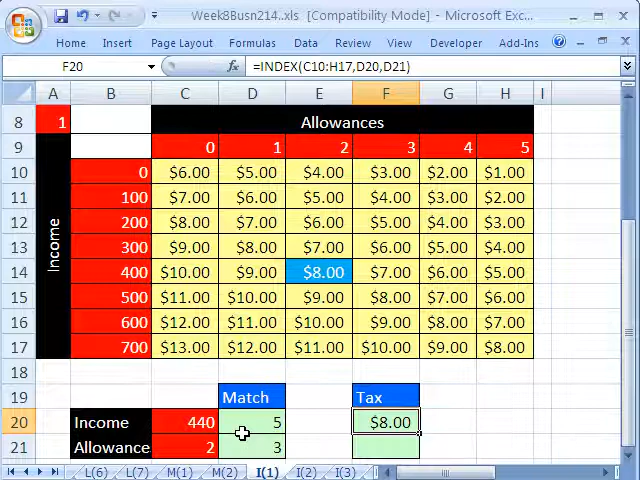 Week8Busn214..xls [Compatibility Mode] - Microsoft Exc...
Home Insert Page Layout Formulas Data Review View Developer Add-Ins
F20 fx =INDEX(C10:H17,D20,D21)
A B C D E F G H I
8 1 Allowances
9 0 1 2 3 4 5
Income
10 0 $6.00 $5.00 $4.00 $3.00 $2.00 $1.00
11 100 $7.00 $6.00 $5.00 $4.00 $3.00 $2.00
12 200 $8.00 $7.00 $6.00 $5.00 $4.00 $3.00
13 300 $9.00 $8.00 $7.00 $6.00 $5.00 $4.00
14 400 $10.00 $9.00 $8.00 $7.00 $6.00 $5.00
15 500 $11.00 $10.00 $9.00 $8.00 $7.00 $6.00
16 600 $12.00 $11.00 $10.00 $9.00 $8.00 $7.00
17 700 $13.00 $12.00 $11.00 $10.00 $9.00 $8.00
18
19 Match Tax
20 Income 440 5 $8.00
21 Allowance 2 3
L(6) L(7) M(1) M(2) I(1) I(2) I(3)